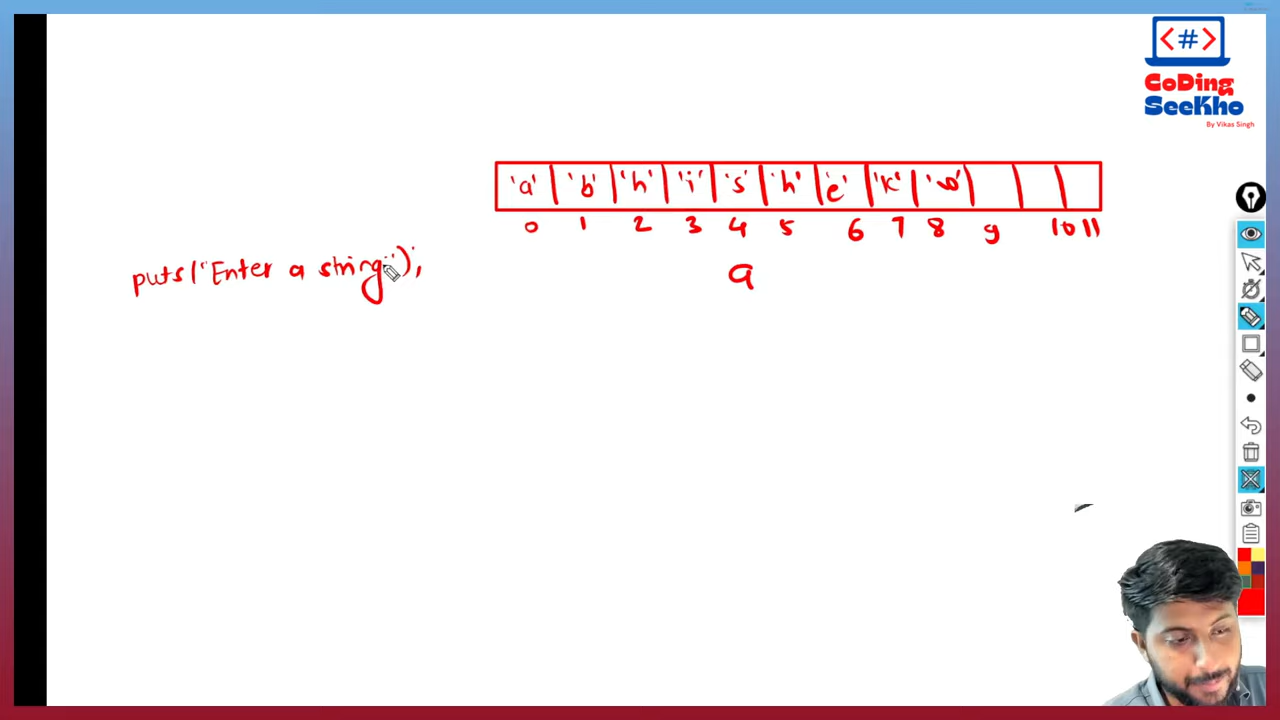 <#>
CoDing
SeeKho
By Vikas Singh
'a' 'b' 'h' 'i' 's' 'h' 'e' 'k' '\0'
0 1 2 3 4 5 6 7 8 9 10 11
a
puts("Enter a string");